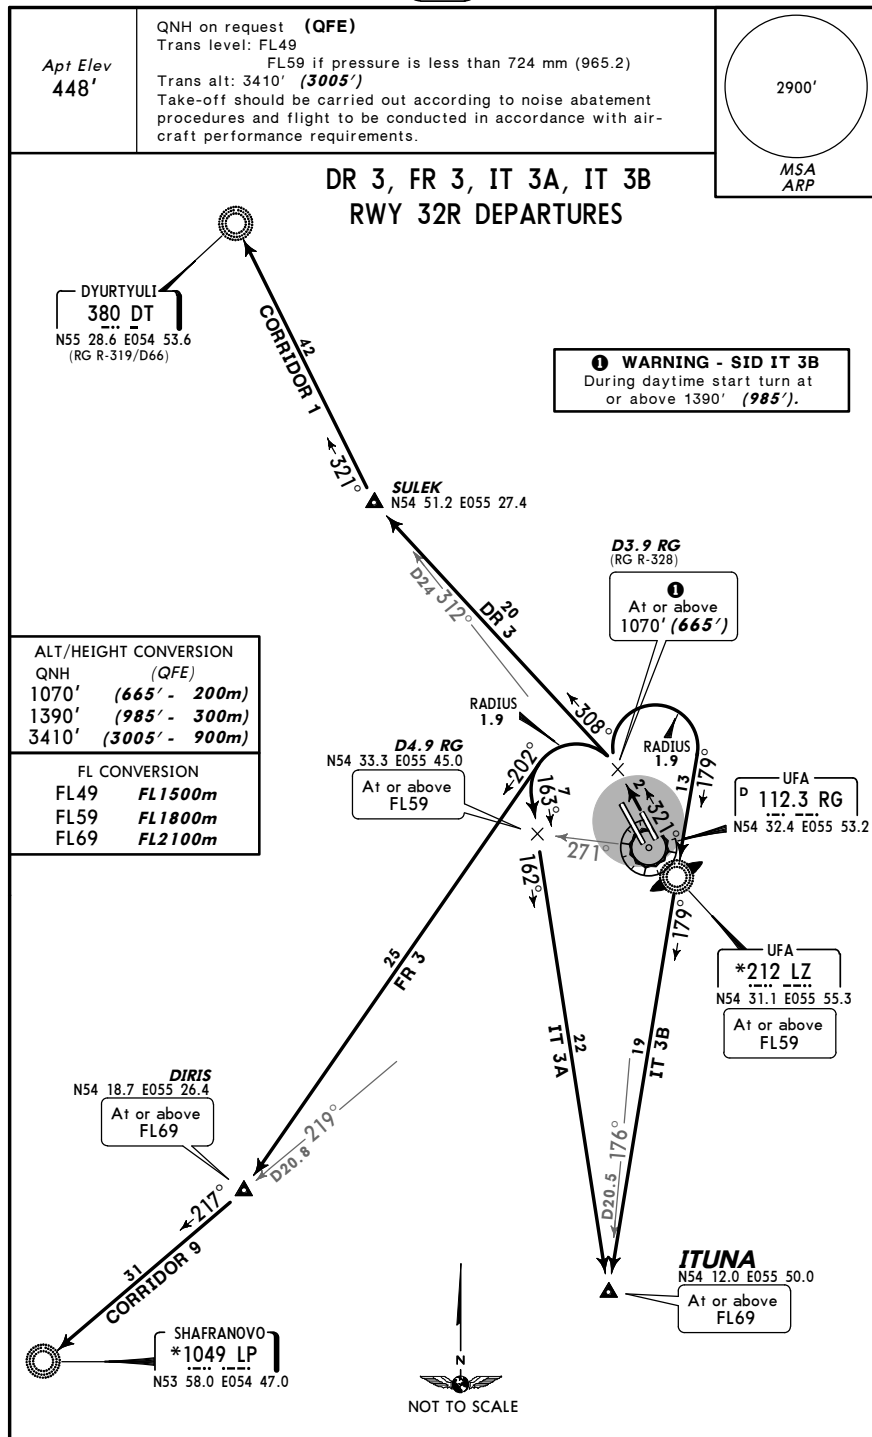 Apt Elev
448'
QNH on request (QFE)
Trans level: FL49
FL59 if pressure is less than 724 mm (965.2)
Trans alt: 3410' (3005')
Take-off should be carried out according to noise abatement
procedures and flight to be conducted in accordance with air-
craft performance requirements.
2900'
MSA
ARP
DR 3, FR 3, IT 3A, IT 3B
RWY 32R DEPARTURES
DYURTYULI
380 DT
N55 28.6 E054 53.6
(RG R-319/D66)
42
CORRIDOR 1
321°
❶ WARNING - SID IT 3B
During daytime start turn at
or above 1390' (985').
SULEK
N54 51.2 E055 27.4
D24 312°
20
DR 3
308°
D3.9 RG
(RG R-328)
❶
At or above
1070' (665')
ALT/HEIGHT CONVERSION
QNH (QFE)
1070' (665' - 200m)
1390' (985' - 300m)
3410' (3005' - 900m)
FL CONVERSION
FL49 FL1500m
FL59 FL1800m
FL69 FL2100m
RADIUS
1.9
RADIUS
1.9
D4.9 RG
N54 33.3 E055 45.0
At or above
FL59
202°
7
163°
2
321°
13
179°
271°
162°
UFA
D 112.3 RG
N54 32.4 E055 53.2
179°
UFA
*212 LZ
N54 31.1 E055 55.3
At or above
FL59
25
FR 3
22
IT 3A
19
IT 3B
DIRIS
N54 18.7 E055 26.4
At or above
FL69
D20.8 219°
D20.5 176°
217°
31
CORRIDOR 9
ITUNA
N54 12.0 E055 50.0
At or above
FL69
SHAFRANOVO
*1049 LP
N53 58.0 E054 47.0
N
NOT TO SCALE